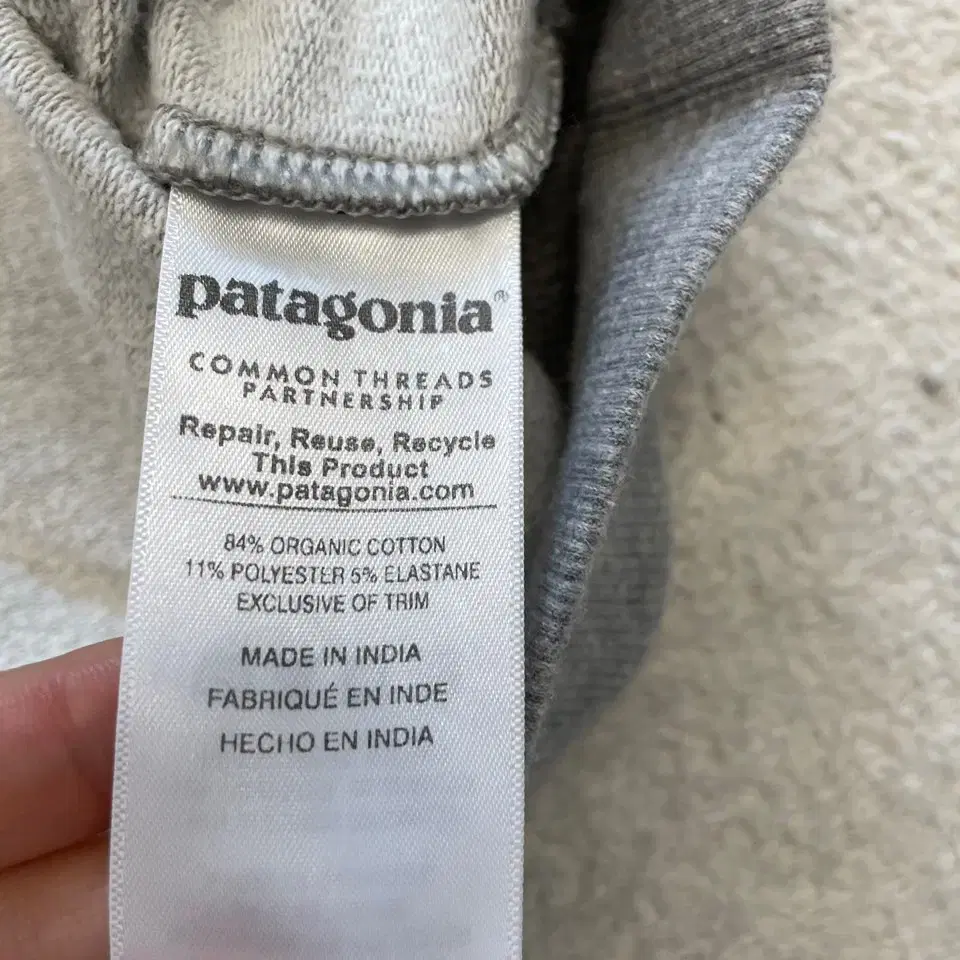 patagonia®
COMMON THREADS
PARTNERSHIP
Repair, Reuse, Recycle
This Product
www.patagonia.com
84% ORGANIC COTTON
11% POLYESTER 5% ELASTANE
EXCLUSIVE OF TRIM
MADE IN INDIA
FABRIQUÉ EN INDE
HECHO EN INDIA